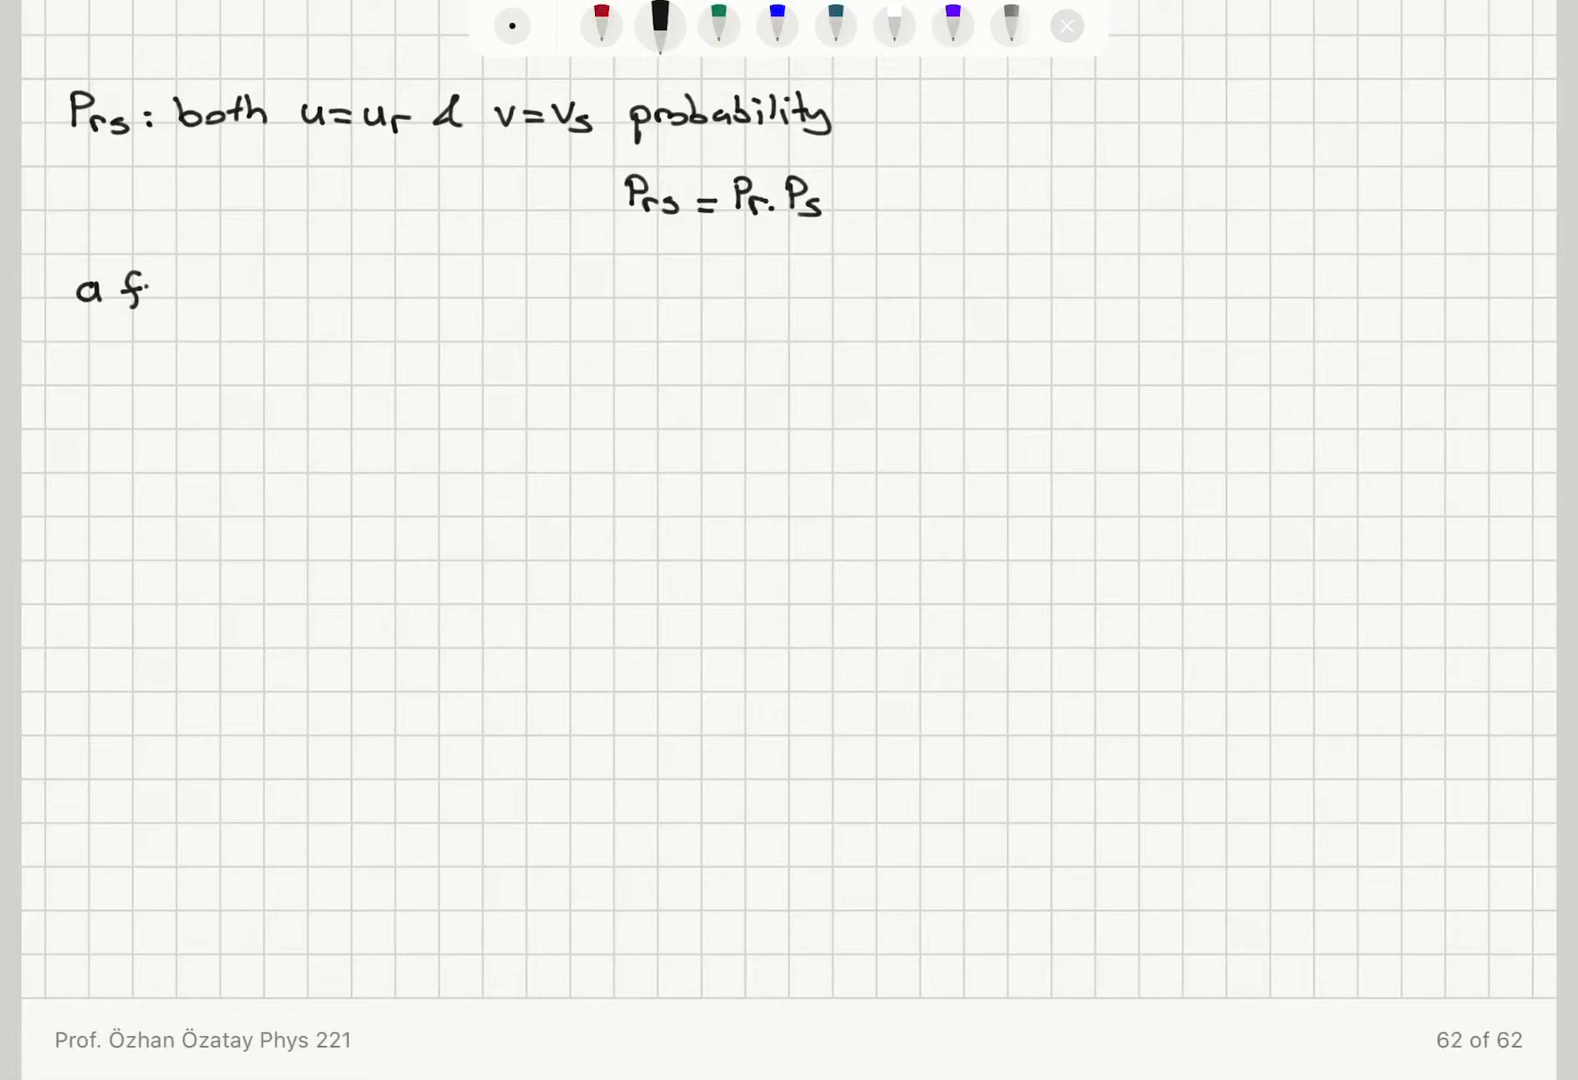 Prs : both u=ur & v=vs probability
Prs = Pr. Ps
a f
Prof. Özhan Özatay Phys 221
62 of 62